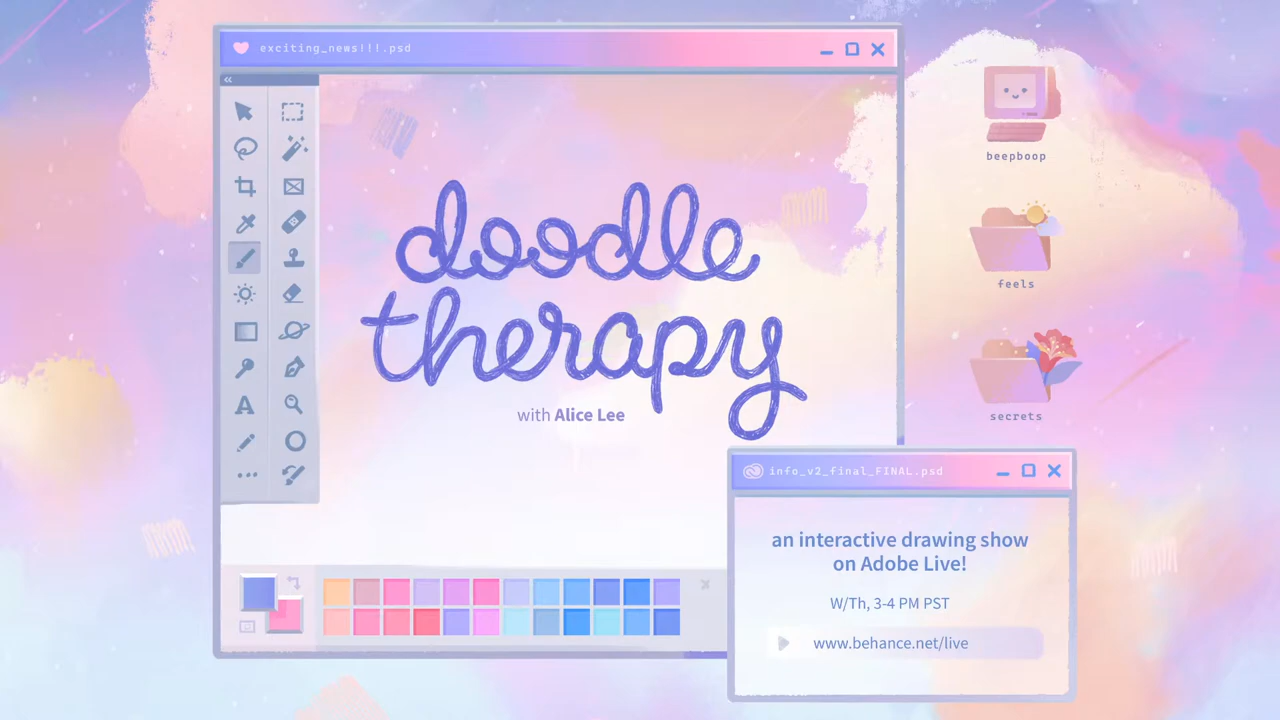 exciting_news!!!.psd
doodle
therapy
with Alice Lee
beepboop
feels
secrets
info_v2_final_FINAL.psd
an interactive drawing show
on Adobe Live!
W/Th, 3-4 PM PST
www.behance.net/live